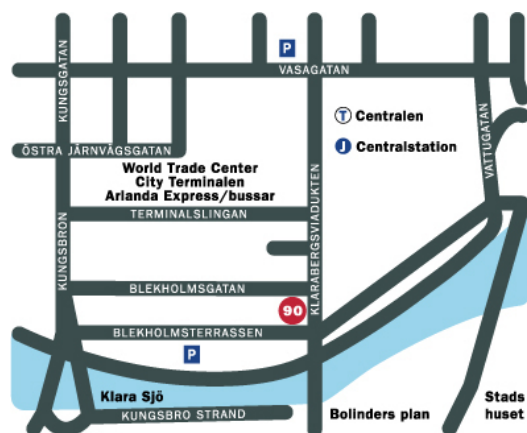 P
VASAGATAN
KUNGSGATAN
T Centralen
J Centralstation
VATTUGATAN
ÖSTRA JÄRNVÄGSGATAN
World Trade Center
City Terminalen
Arlanda Express/bussar
TERMINALSLINGAN
KLARABERGSVIADUKTEN
KUNGSBRON
BLEKHOLMSGATAN
90
BLEKHOLMSTERRASSEN
P
Klara Sjö
KUNGSBRO STRAND
Bolinders plan
Stads
huset